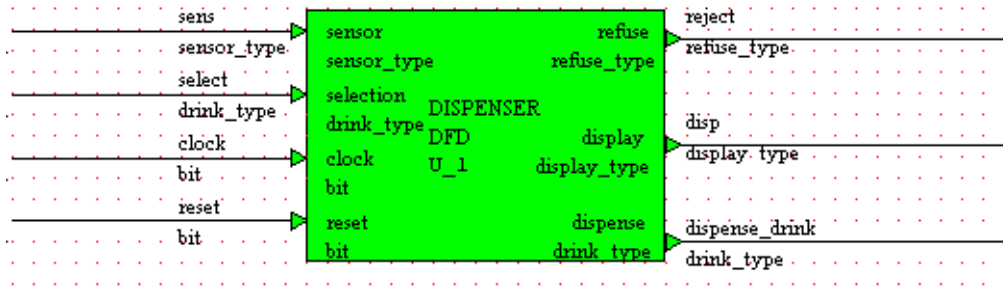 sens
sensor_type
select
drink_type
clock
bit
reset
bit
sensor
sensor_type
selection
drink_type
clock
bit
reset
bit
DISPENSER
DFD
U_1
refuse
refuse_type
display
display_type
dispense
drink_type
reject
refuse_type
disp
display_type
dispense_drink
drink_type